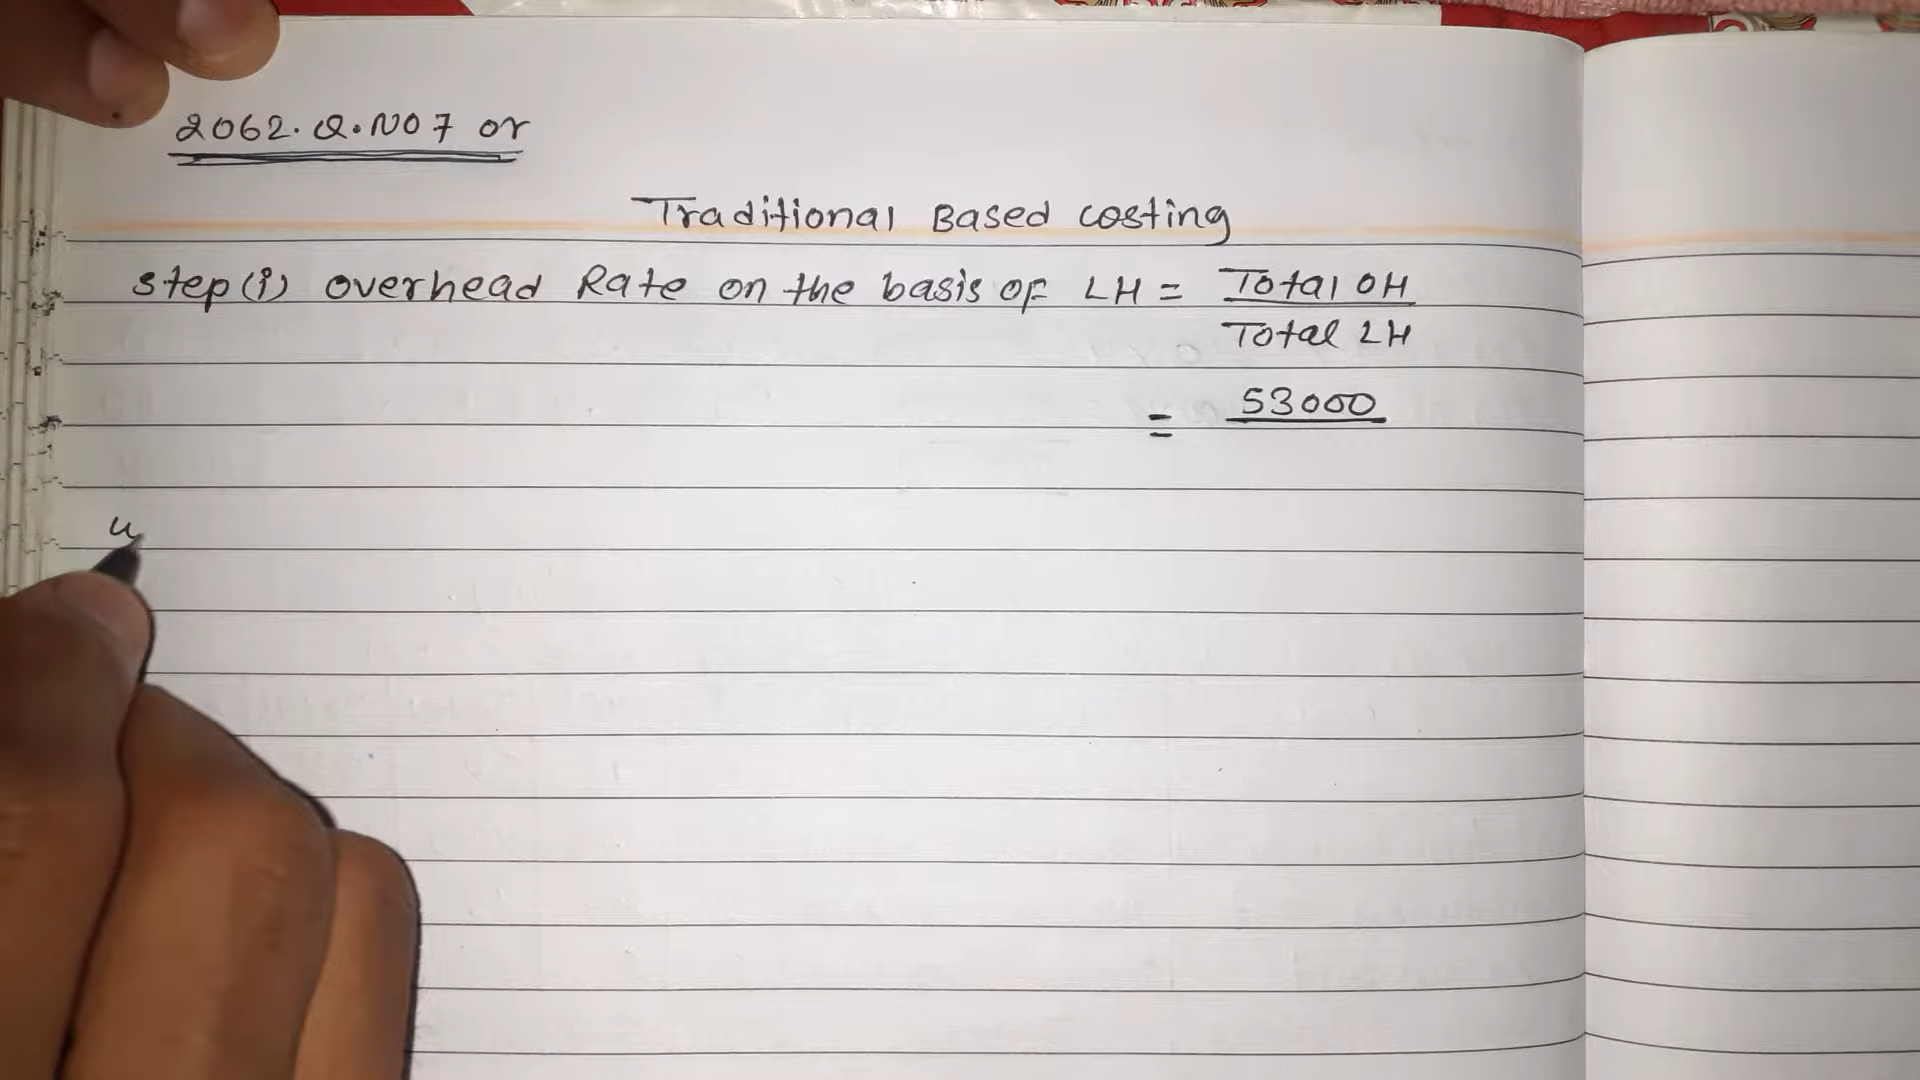 2062. Q. NO 7 or
Traditional Based costing
step (i) overhead Rate on the basis of LH = Total OH
Total LH
= 53000